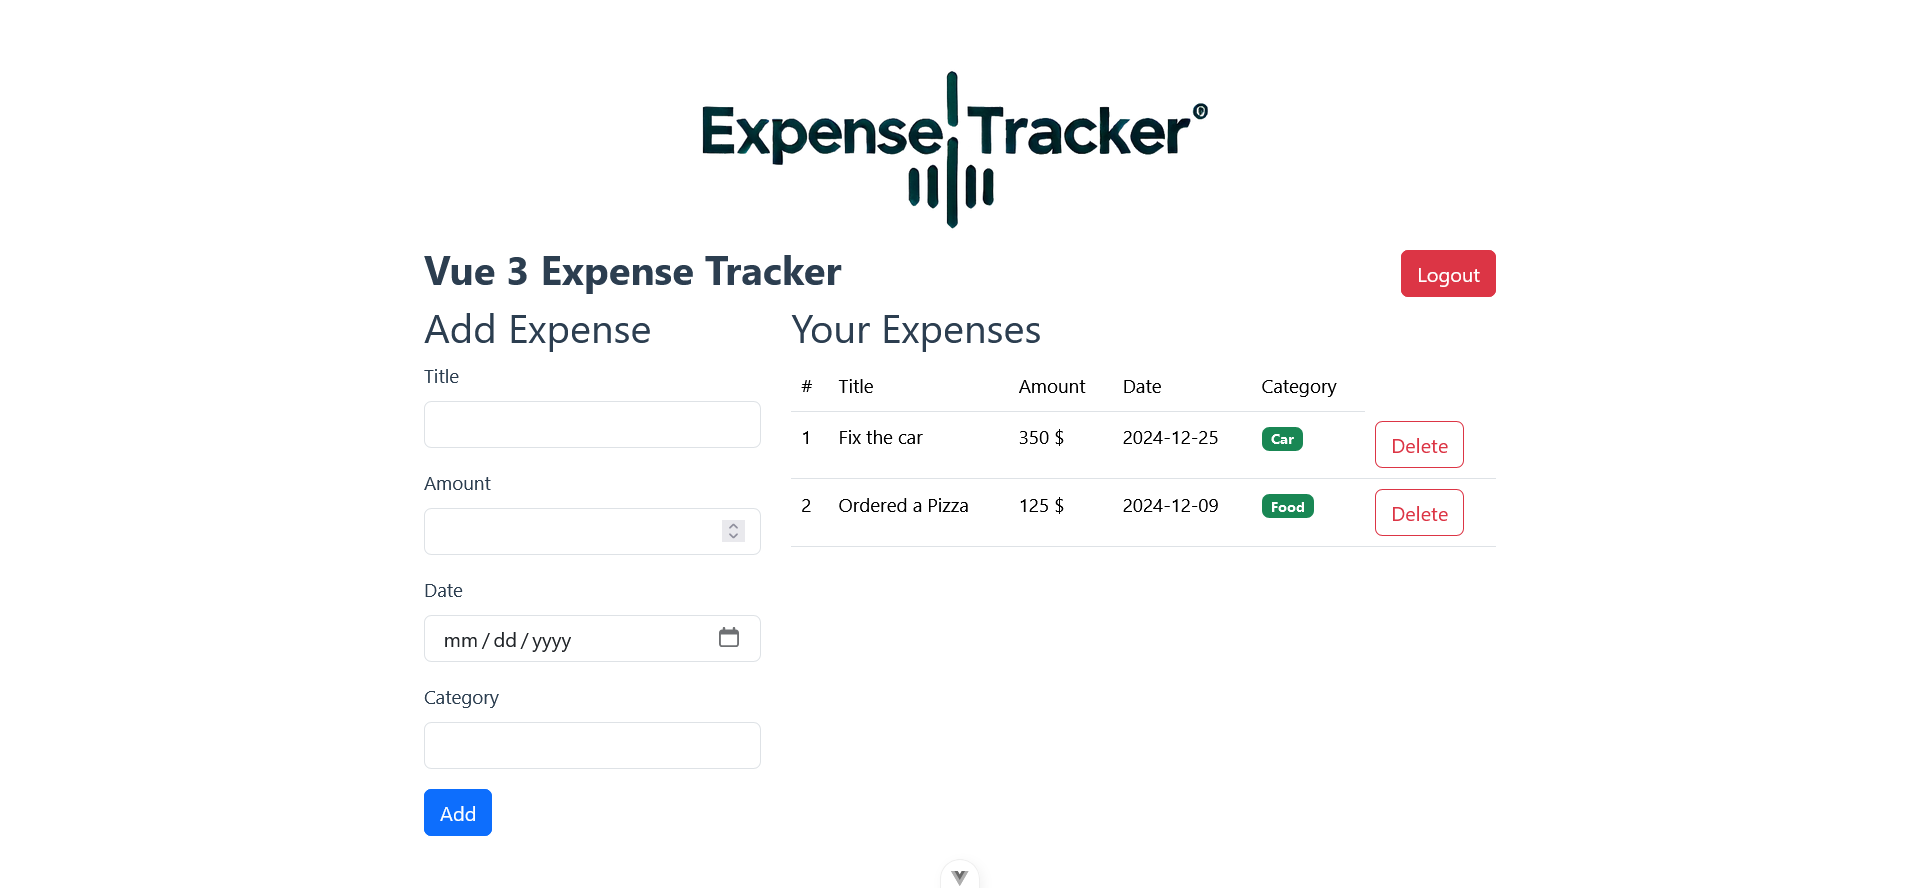 Expense Tracker
Vue 3 Expense Tracker
Logout
Add Expense
Title
Amount
Date
mm / dd / yyyy
Category
Add
Your Expenses
# Title Amount Date Category
1 Fix the car 350 $ 2024-12-25 Car Delete
2 Ordered a Pizza 125 $ 2024-12-09 Food Delete